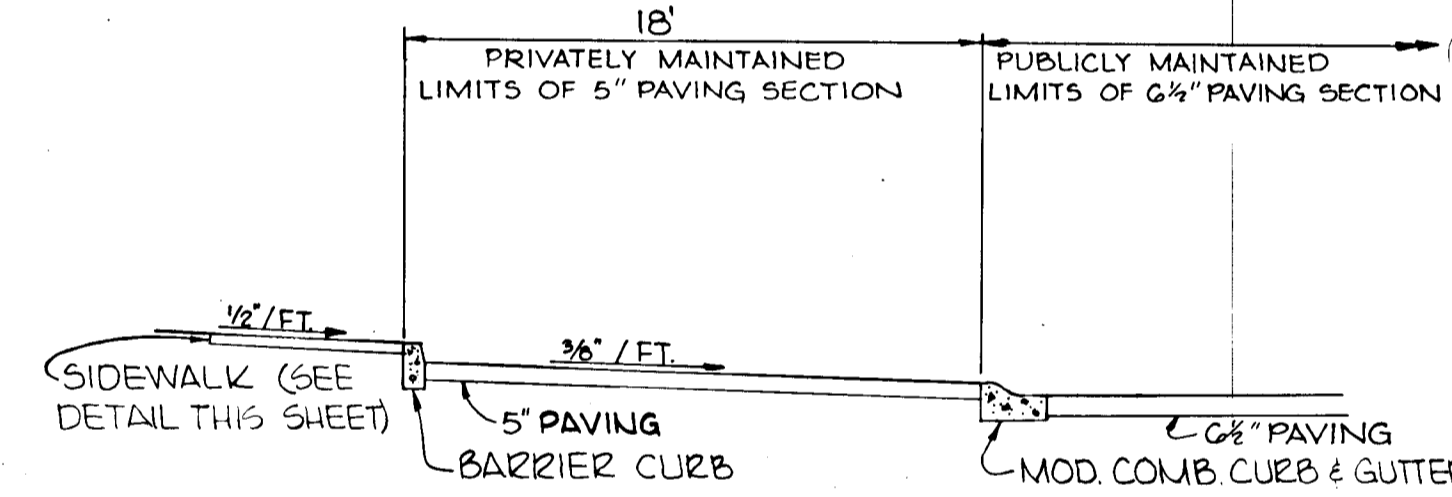 18'
PRIVATELY MAINTAINED
LIMITS OF 5" PAVING SECTION
PUBLICLY MAINTAINED
LIMITS OF 6½" PAVING SECTION
1/2"/FT.
3/8" / FT.
SIDEWALK (SEE
DETAIL THIS SHEET)
5" PAVING
BARRIER CURB
6½" PAVING
MOD. COMB. CURB & GUTTE